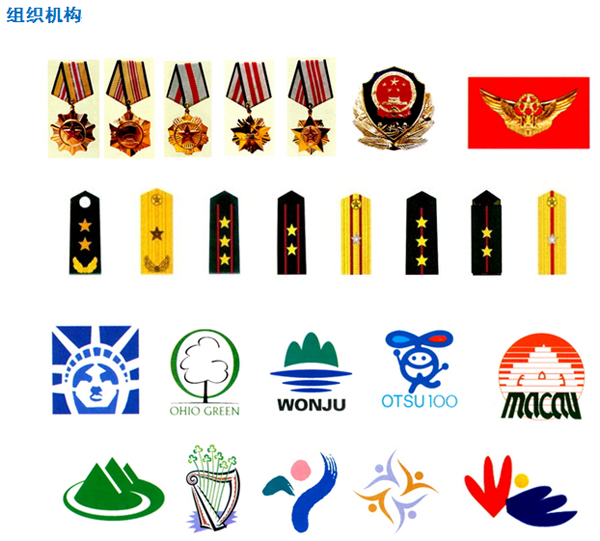 组织机构
OHIO GREEN
WONJU
OTSU 100
macau